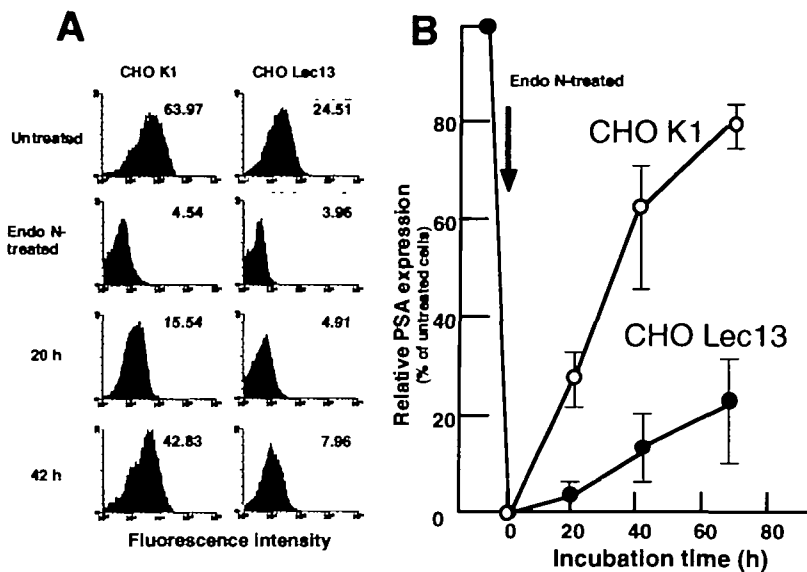 A
CHO K1 CHO Lec13
Untreated 63.97 24.51
Endo N-
treated 4.54 3.96
20 h 15.54 4.91
42 h 42.83 7.96
Fluorescence intensity
B
Endo N-treated
CHO K1
CHO Lec13
Relative PSA expression
(% of untreated cells)
80
60
40
20
0
0 20 40 60 80
Incubation time (h)